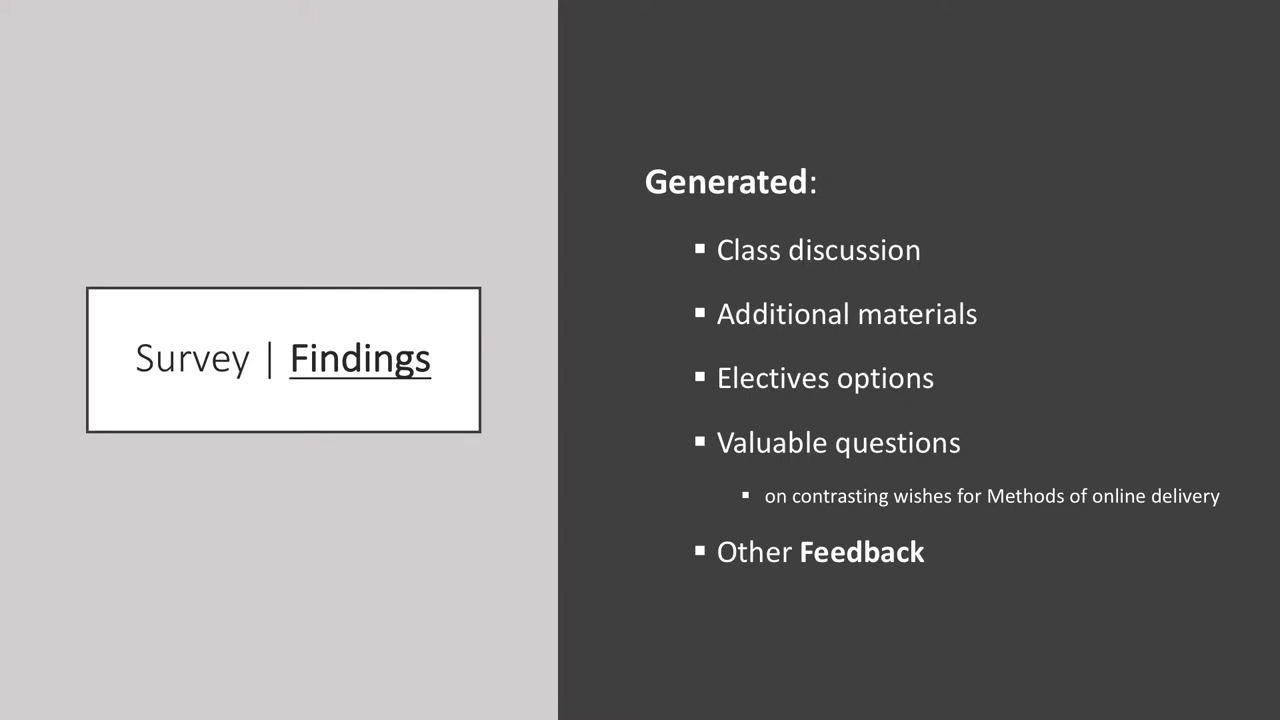 Survey | Findings
Generated:
▪ Class discussion
▪ Additional materials
▪ Electives options
▪ Valuable questions
▪ on contrasting wishes for Methods of online delivery
▪ Other Feedback